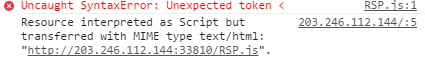 Uncaught SyntaxError: Unexpected token < RSP.js:1
Resource interpreted as Script but 203.246.112.144/:5
transferred with MIME type text/html:
"http://203.246.112.144:33810/RSP.js".